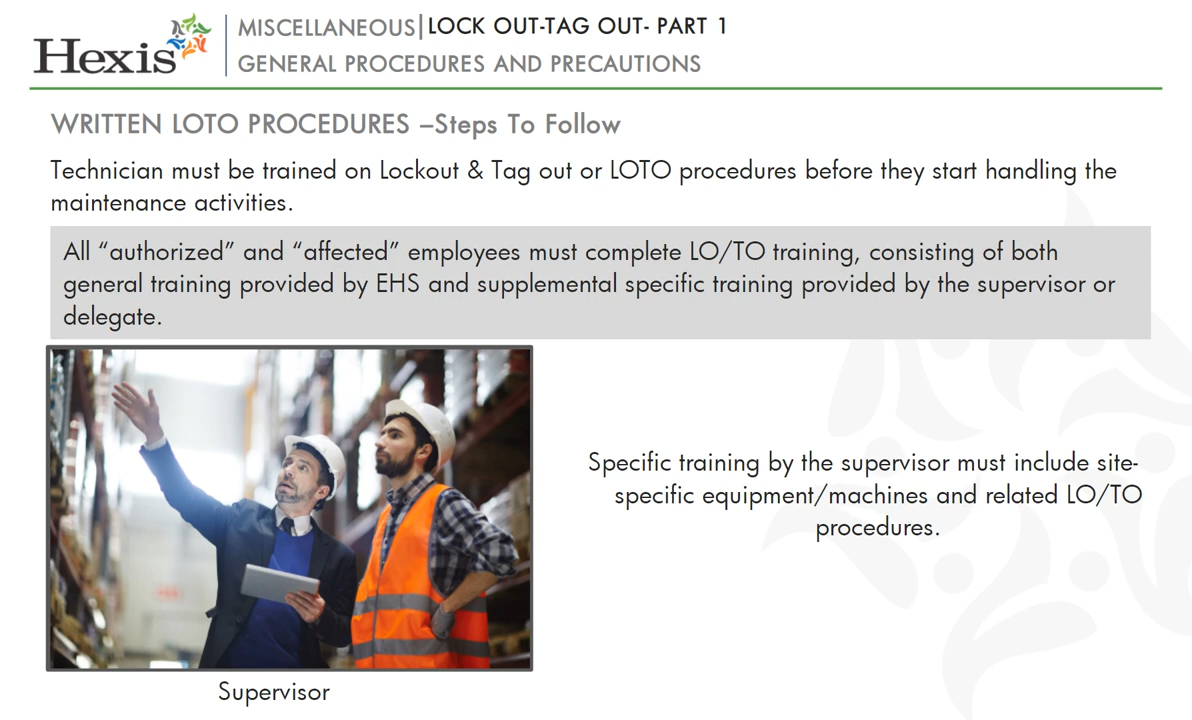 Hexis
MISCELLANEOUS| LOCK OUT-TAG OUT- PART 1
GENERAL PROCEDURES AND PRECAUTIONS
WRITTEN LOTO PROCEDURES –Steps To Follow
Technician must be trained on Lockout & Tag out or LOTO procedures before they start handling the
maintenance activities.
All “authorized” and “affected” employees must complete LO/TO training, consisting of both
general training provided by EHS and supplemental specific training provided by the supervisor or
delegate.
Specific training by the supervisor must include site-
specific equipment/machines and related LO/TO
procedures.
Supervisor